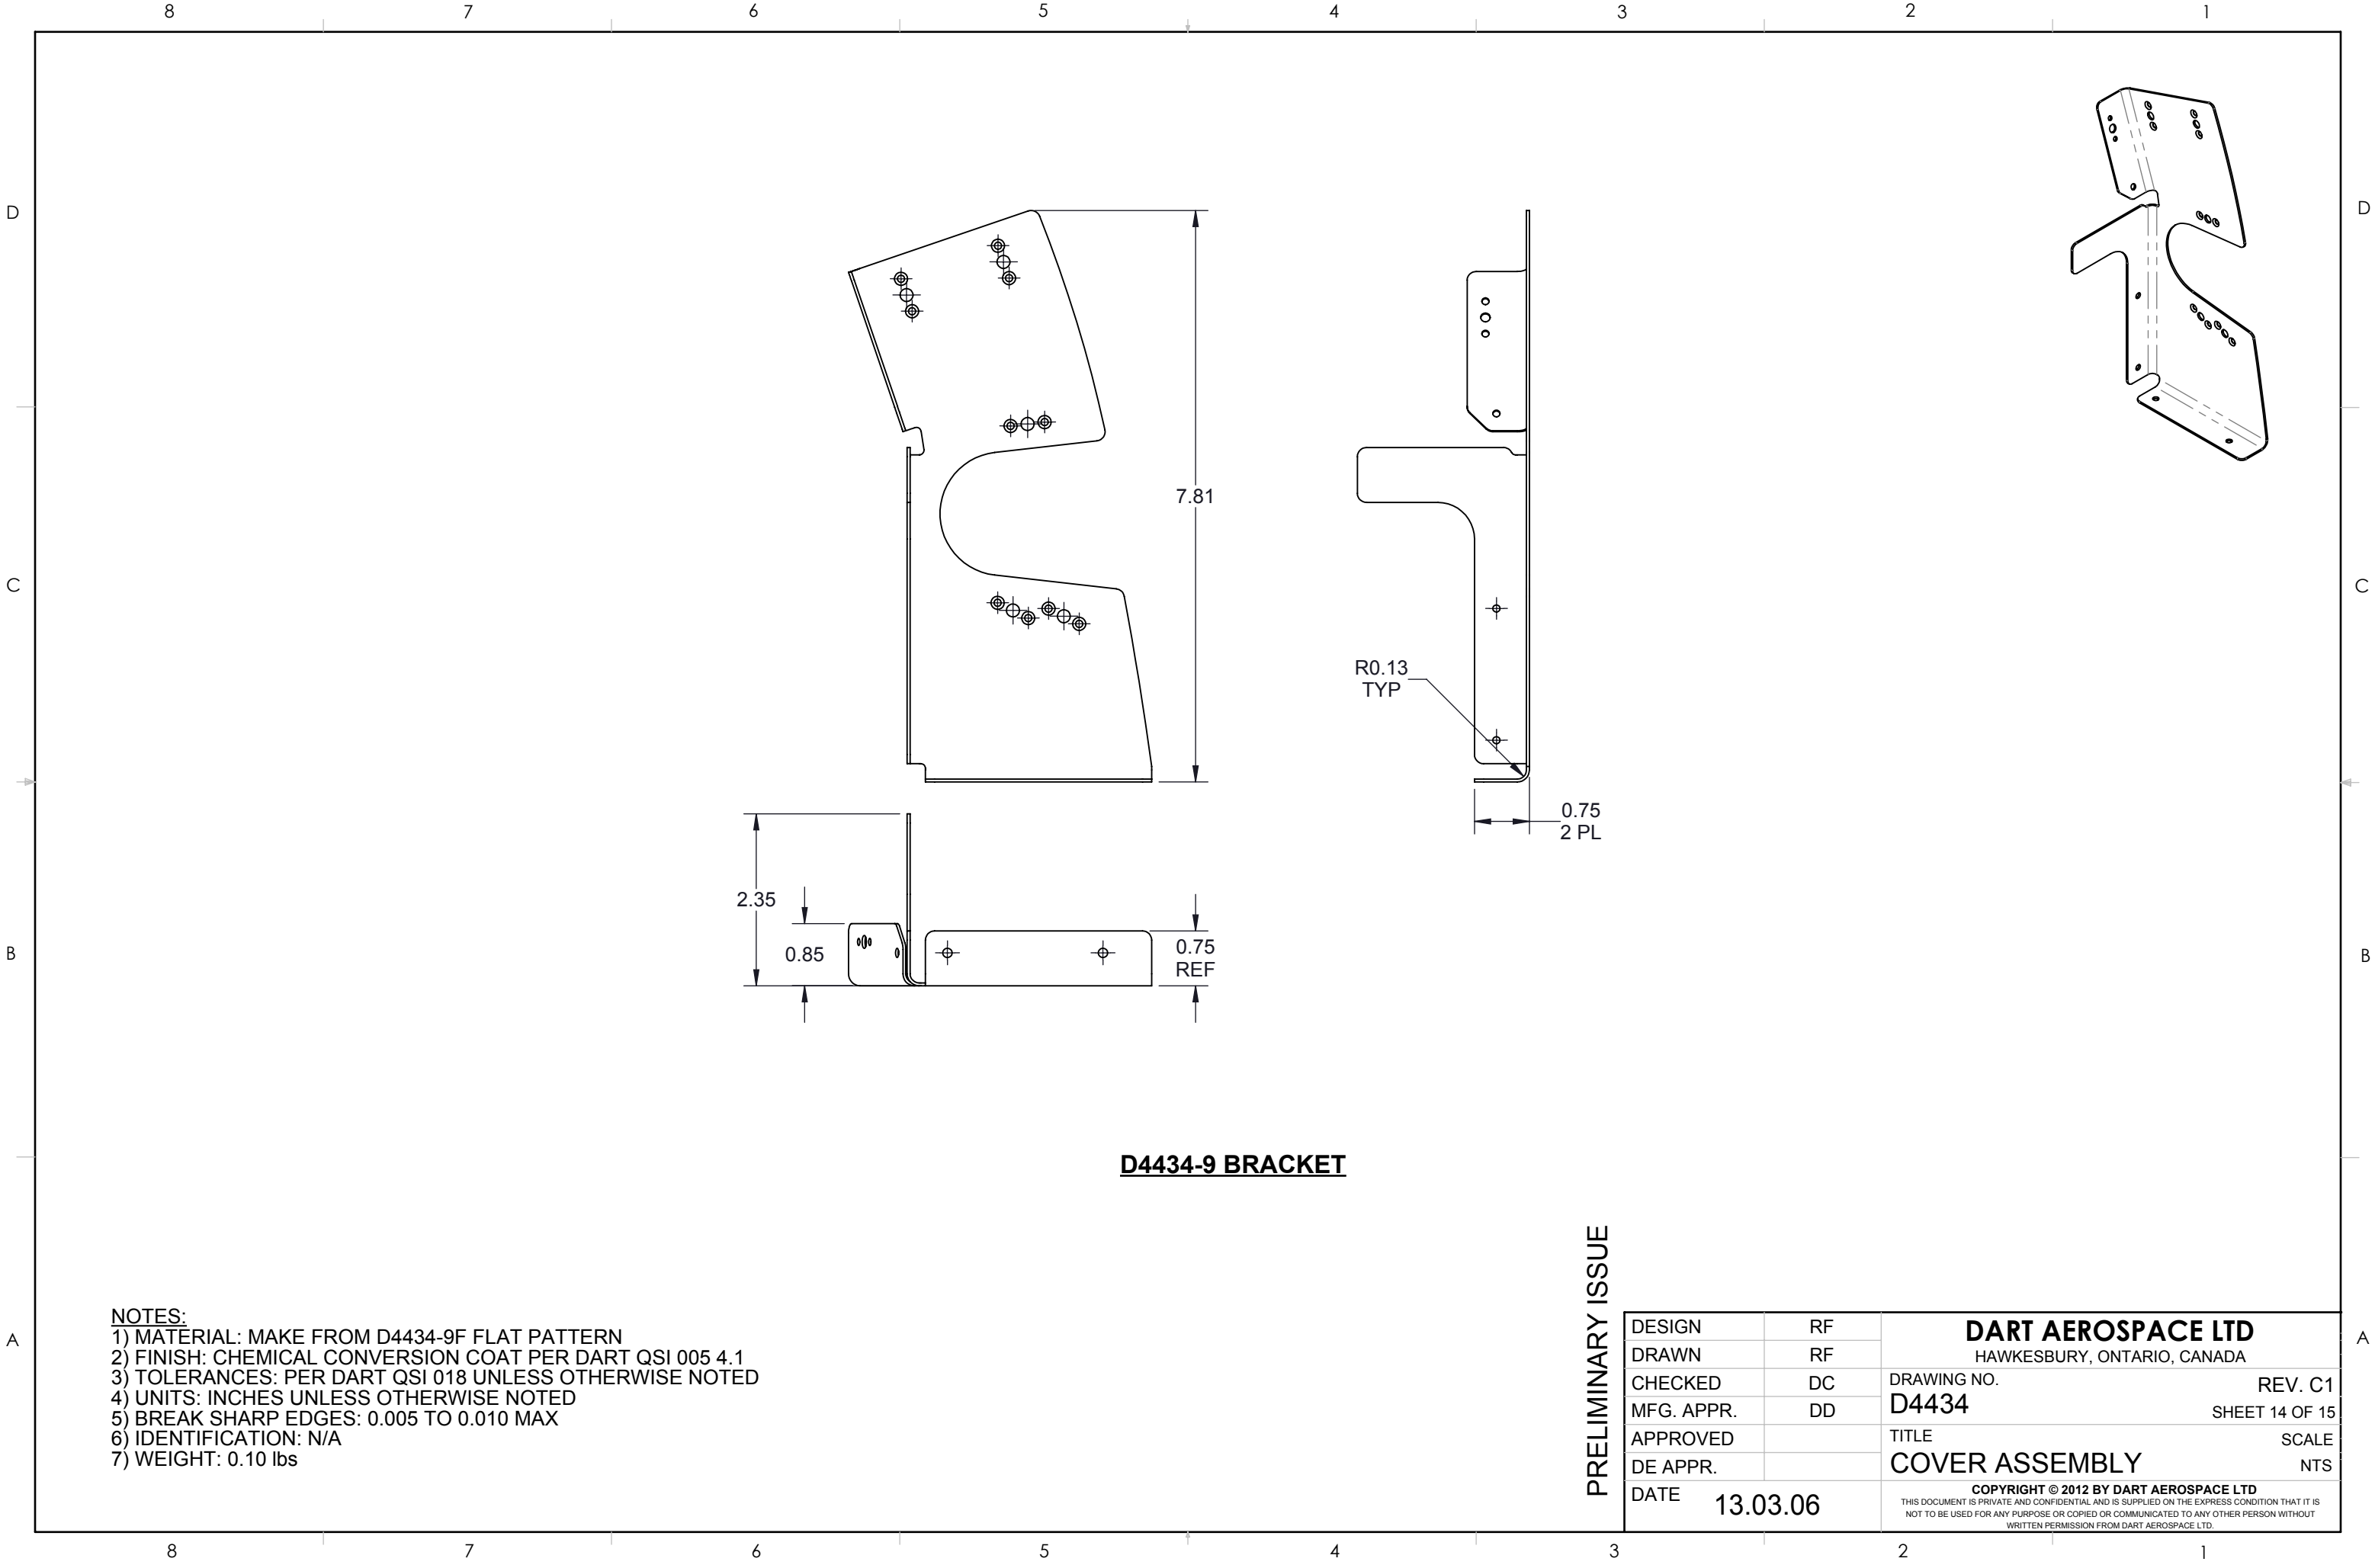 8 7 6 5 4 3 2 1
D D
C C
B B
A A
7.81
R0.13
TYP
0.75
2 PL
2.35
0.85
0.75
REF
D4434-9 BRACKET
NOTES:
1) MATERIAL: MAKE FROM D4434-9F FLAT PATTERN
2) FINISH: CHEMICAL CONVERSION COAT PER DART QSI 005 4.1
3) TOLERANCES: PER DART QSI 018 UNLESS OTHERWISE NOTED
4) UNITS: INCHES UNLESS OTHERWISE NOTED
5) BREAK SHARP EDGES: 0.005 TO 0.010 MAX
6) IDENTIFICATION: N/A
7) WEIGHT: 0.10 lbs
PRELIMINARY ISSUE
DESIGN RF
DRAWN RF
CHECKED DC
MFG. APPR. DD
APPROVED
DE APPR.
DATE 13.03.06
DART AEROSPACE LTD
HAWKESBURY, ONTARIO, CANADA
DRAWING NO. REV. C1
D4434 SHEET 14 OF 15
TITLE SCALE
COVER ASSEMBLY NTS
COPYRIGHT © 2012 BY DART AEROSPACE LTD
THIS DOCUMENT IS PRIVATE AND CONFIDENTIAL AND IS SUPPLIED ON THE EXPRESS CONDITION THAT IT IS
NOT TO BE USED FOR ANY PURPOSE OR COPIED OR COMMUNICATED TO ANY OTHER PERSON WITHOUT
WRITTEN PERMISSION FROM DART AEROSPACE LTD.
8 7 6 5 4 3 2 1